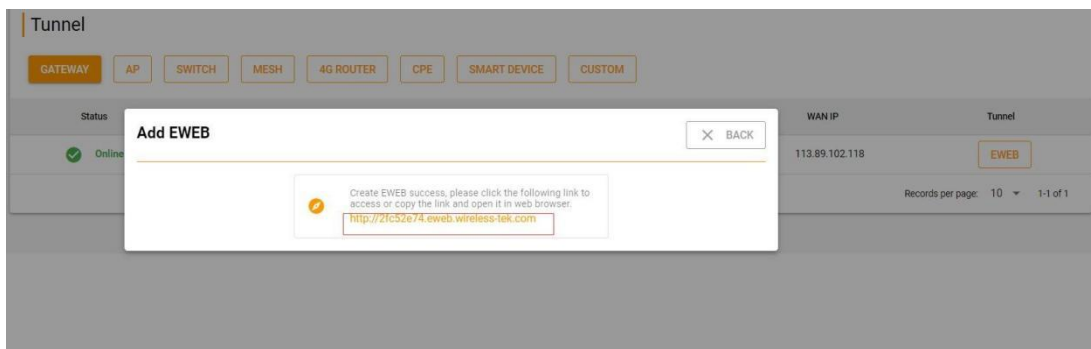 Tunnel
GATEWAY AP SWITCH MESH 4G ROUTER CPE SMART DEVICE CUSTOM
Status WAN IP Tunnel
Online 113.89.102.118 EWEB
Records per page: 10 1-1 of 1
Add EWEB
BACK
Create EWEB success, please click the following link to
access or copy the link and open it in web browser.
http://2fc52e74.eweb.wireless-tek.com